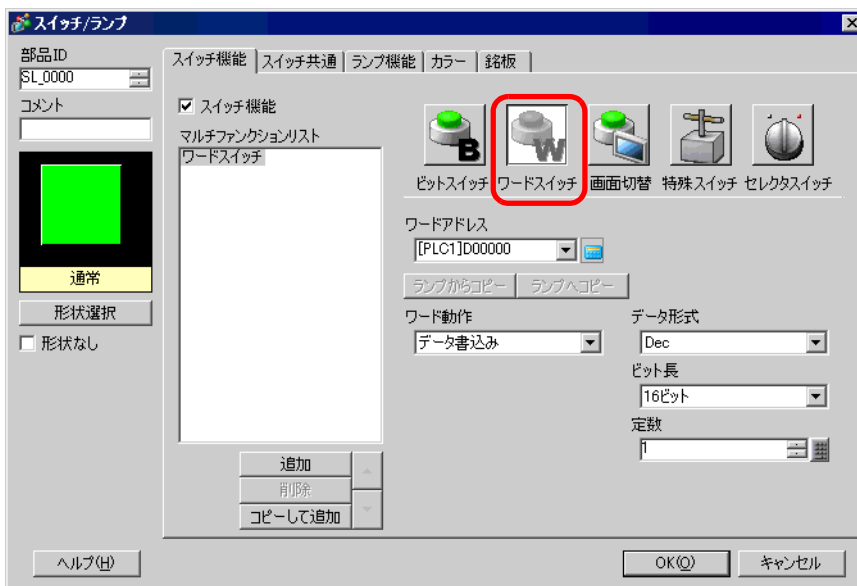 スイッチ/ランプ
部品ID
SL_0000
コメント
通常
形状選択
形状なし
スイッチ機能 スイッチ共通 ランプ機能 カラー 銘板
スイッチ機能
マルチファンクションリスト
ワードスイッチ
追加
削除
コピーして追加
B W
ビットスイッチ ワードスイッチ 画面切替 特殊スイッチ セレクタスイッチ
ワードアドレス
[PLC1]D00000
ランプからコピー ランプへコピー
ワード動作
データ書込み
データ形式
Dec
ビット長
16ビット
定数
1
ヘルプ(H) OK(O) キャンセル